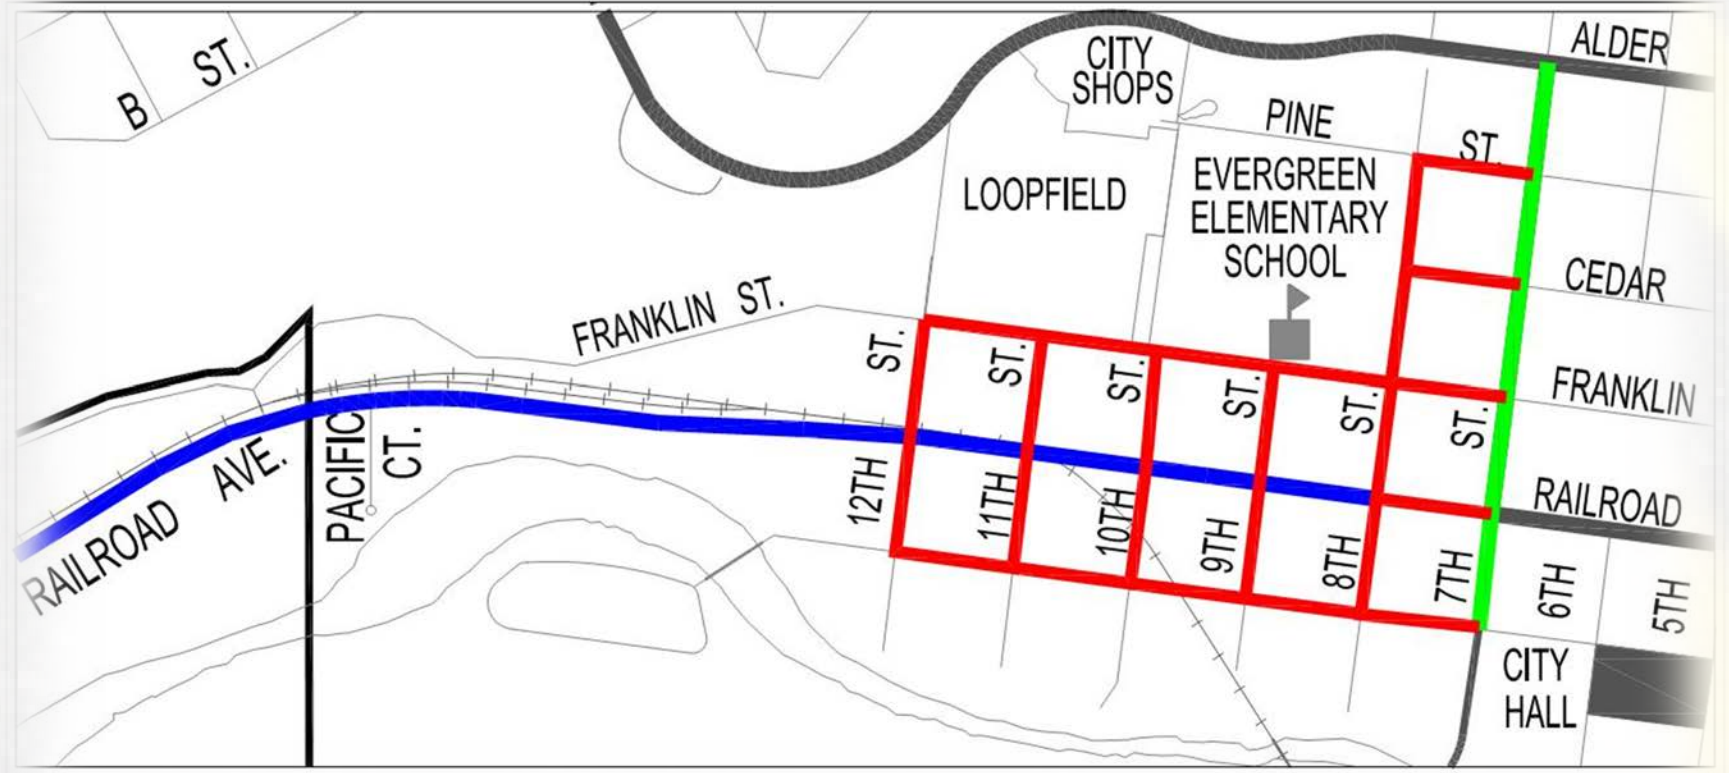 ALDER
CITY
SHOPS
B ST.
PINE ST.
EVERGREEN
ELEMENTARY
SCHOOL
LOOPFIELD
CEDAR
FRANKLIN ST.
FRANKLIN
RAILROAD AVE.
PACIFIC
CT.
12TH ST.
11TH ST.
10TH ST.
9TH ST.
8TH ST.
7TH ST.
RAILROAD
6TH
5TH
CITY
HALL